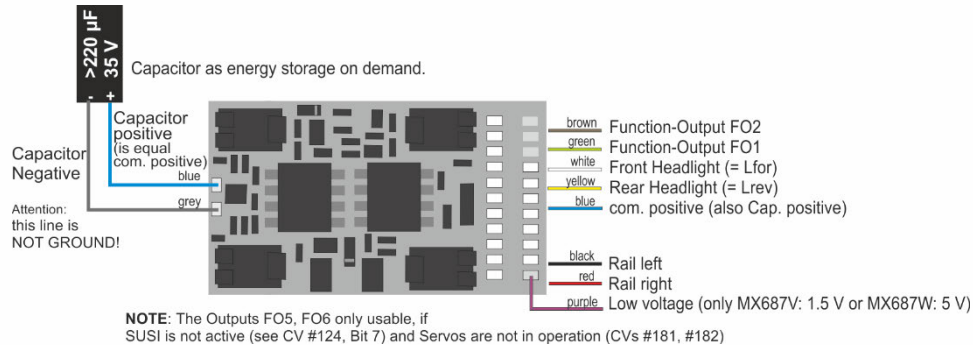 >220 µF
35 V
- +
Capacitor as energy storage on demand.
Capacitor
positive
(is equal
com. positive)
blue
Capacitor
Negative
grey
Attention:
this line is
NOT GROUND!
brown Function-Output FO2
green Function-Output FO1
white Front Headlight (= Lfor)
yellow Rear Headlight (= Lrev)
blue com. positive (also Cap. positive)
black Rail left
red Rail right
purple Low voltage (only MX687V: 1.5 V or MX687W: 5 V)
NOTE: The Outputs FO5, FO6 only usable, if
SUSI is not active (see CV #124, Bit 7) and Servos are not in operation (CVs #181, #182)